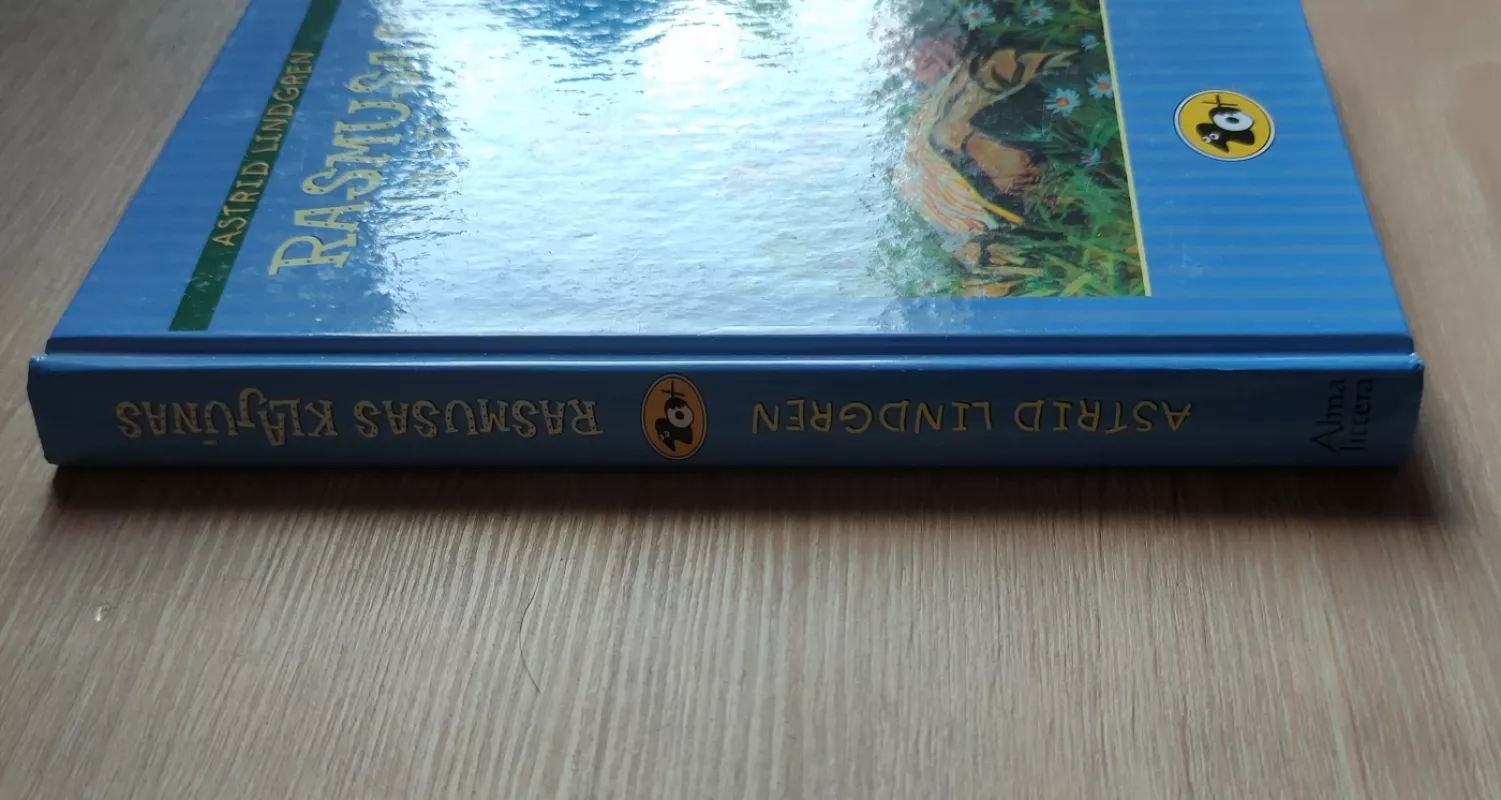 ASTRID LINDGREN
RASMUSAS
ASTRID LINDGREN
RASMUSAS KLAJŪNAS
Alma
littera